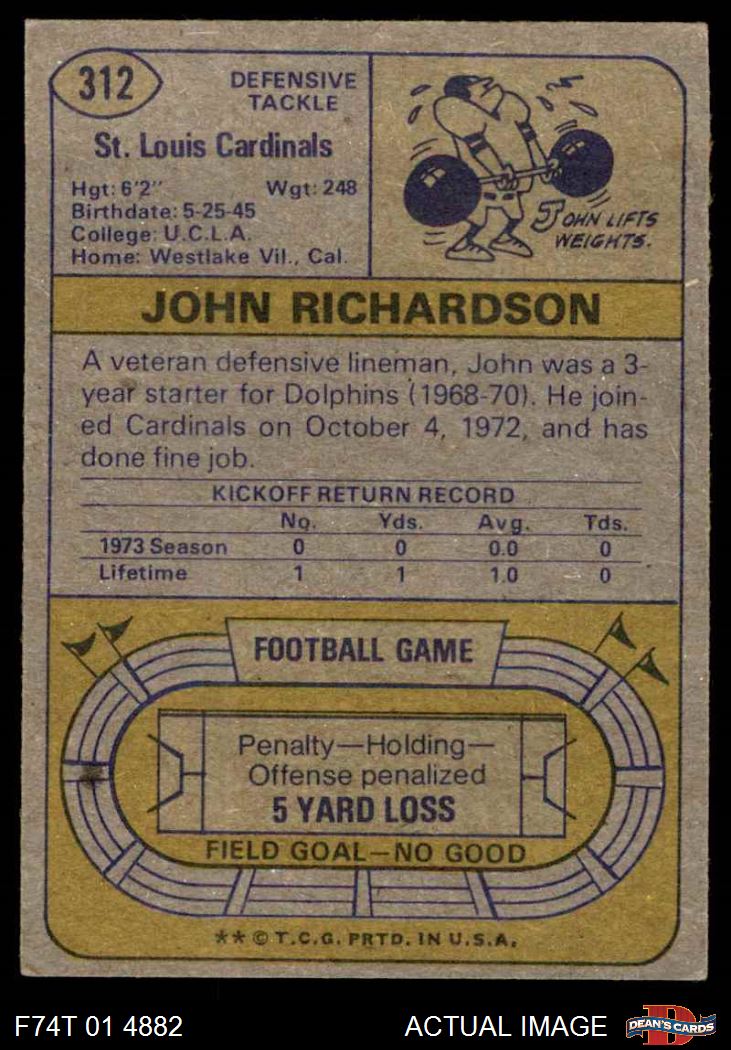 312
DEFENSIVE
TACKLE
St. Louis Cardinals
Hgt: 6'2" Wgt: 248
Birthdate: 5-25-45
College: U.C.L.A.
Home: Westlake Vil., Cal.
JOHN LIFTS
WEIGHTS.
JOHN RICHARDSON
A veteran defensive lineman, John was a 3-
year starter for Dolphins (1968-70). He join-
ed Cardinals on October 4, 1972, and has
done fine job.
KICKOFF RETURN RECORD
No. Yds. Avg. Tds.
1973 Season 0 0 0.0 0
Lifetime 1 1 1.0 0
FOOTBALL GAME
Penalty—Holding—
Offense penalized
5 YARD LOSS
FIELD GOAL—NO GOOD
** © T.C.G. PRTD. IN U.S.A.
F74T 01 4882 ACTUAL IMAGE
D
DEAN'S CARDS